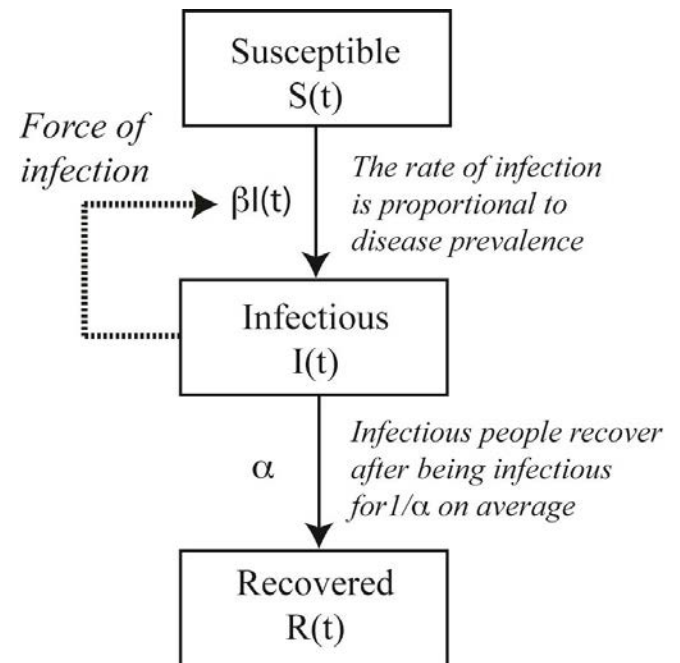 Susceptible
S(t)
Force of
infection
βI(t)
The rate of infection
is proportional to
disease prevalence
Infectious
I(t)
α
Infectious people recover
after being infectious
for1/α on average
Recovered
R(t)